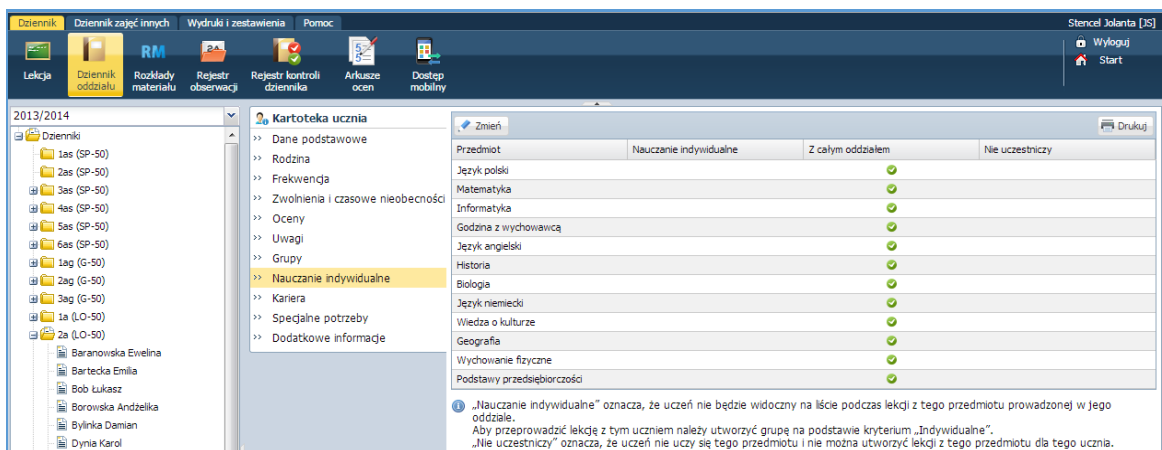 Dziennik Dziennik zajęć innych Wydruki i zestawienia Pomoc Stencel Jolanta [JS]
Wyloguj
Start
RM
Lekcja Dziennik oddziału Rozkłady materiału Rejestr obserwacji Rejestr kontroli dziennika Arkusze ocen Dostęp mobilny
2013/2014
Dzienniki
1as (SP-50)
2as (SP-50)
3as (SP-50)
4as (SP-50)
5as (SP-50)
6as (SP-50)
1ag (G-50)
2ag (G-50)
3ag (G-50)
1a (LO-50)
2a (LO-50)
Baranowska Ewelina
Bartecka Emilia
Bob Łukasz
Borowska Andżelika
Bylinka Damian
Dynia Karol
Kartoteka ucznia
Dane podstawowe
Rodzina
Frekwencja
Zwolnienia i czasowe nieobecności
Oceny
Uwagi
Grupy
Nauczanie indywidualne
Kariera
Specjalne potrzeby
Dodatkowe informacje
Zmień Drukuj
Przedmiot Nauczanie indywidualne Z całym oddziałem Nie uczestniczy
Język polski
Matematyka
Informatyka
Godzina z wychowawcą
Język angielski
Historia
Biologia
Język niemiecki
Wiedza o kulturze
Geografia
Wychowanie fizyczne
Podstawy przedsiębiorczości
„Nauczanie indywidualne" oznacza, że uczeń nie będzie widoczny na liście podczas lekcji z tego przedmiotu prowadzonej w jego
oddziale.
Aby przeprowadzić lekcję z tym uczniem należy utworzyć grupę na podstawie kryterium „Indywidualne".
„Nie uczestniczy" oznacza, że uczeń nie uczy się tego przedmiotu i nie można utworzyć lekcji z tego przedmiotu dla tego ucznia.